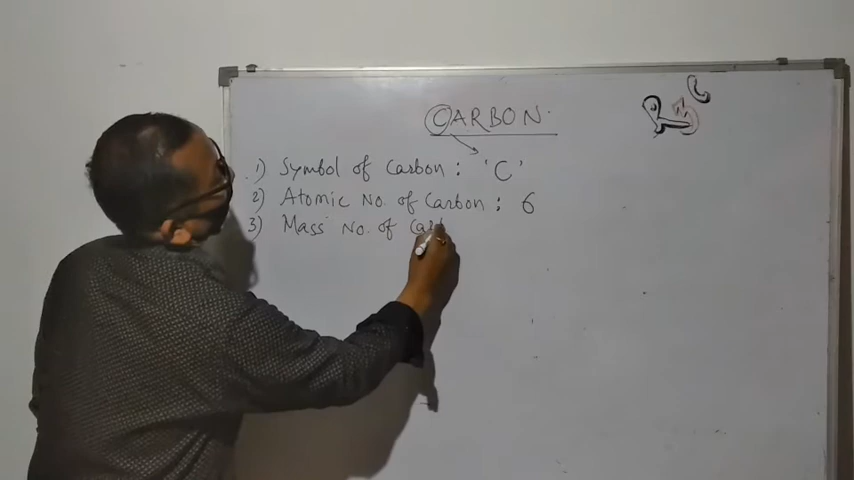 CARBON
1) Symbol of Carbon : 'C'
2) Atomic No. of Carbon : 6
3) Mass No. of